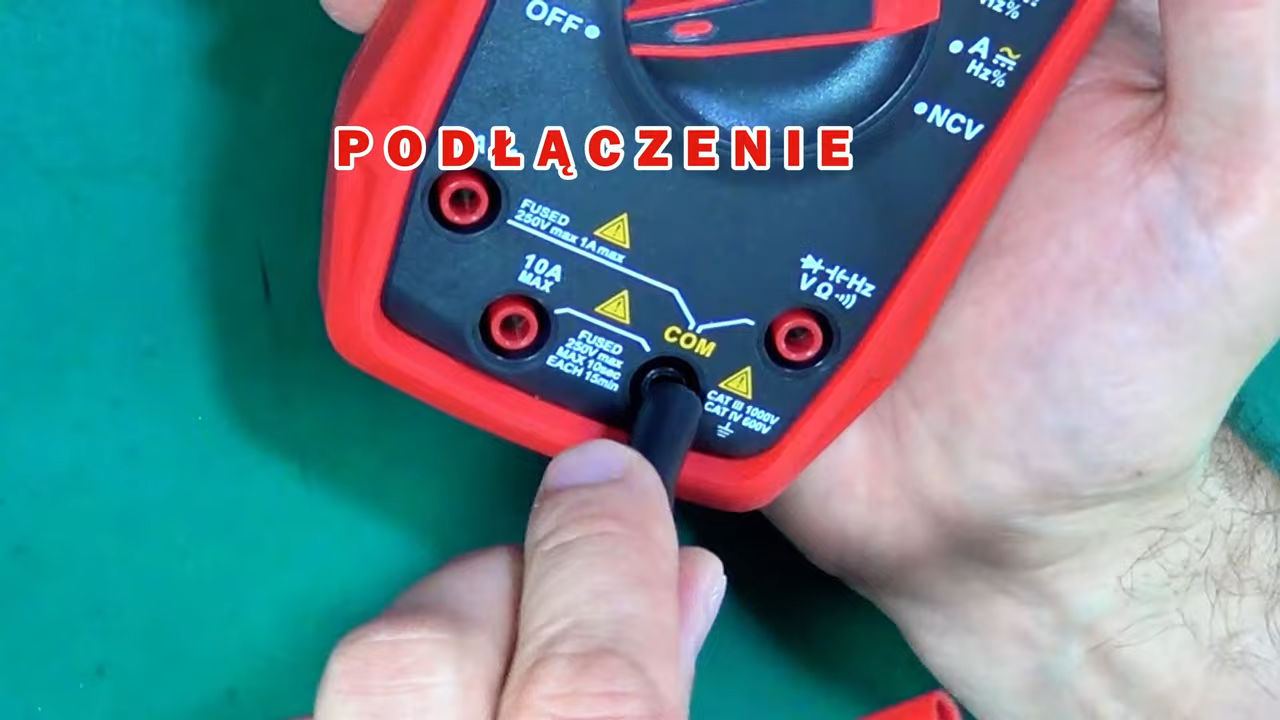 OFF
Hz%
A
Hz%
NCV
PODŁĄCZENIE
FUSED
250V max 1A max
10A
MAX
Hz
VΩ
FUSED
250V max
MAX 10sec
EACH 15min
COM
CAT III 1000V
CAT IV 600V